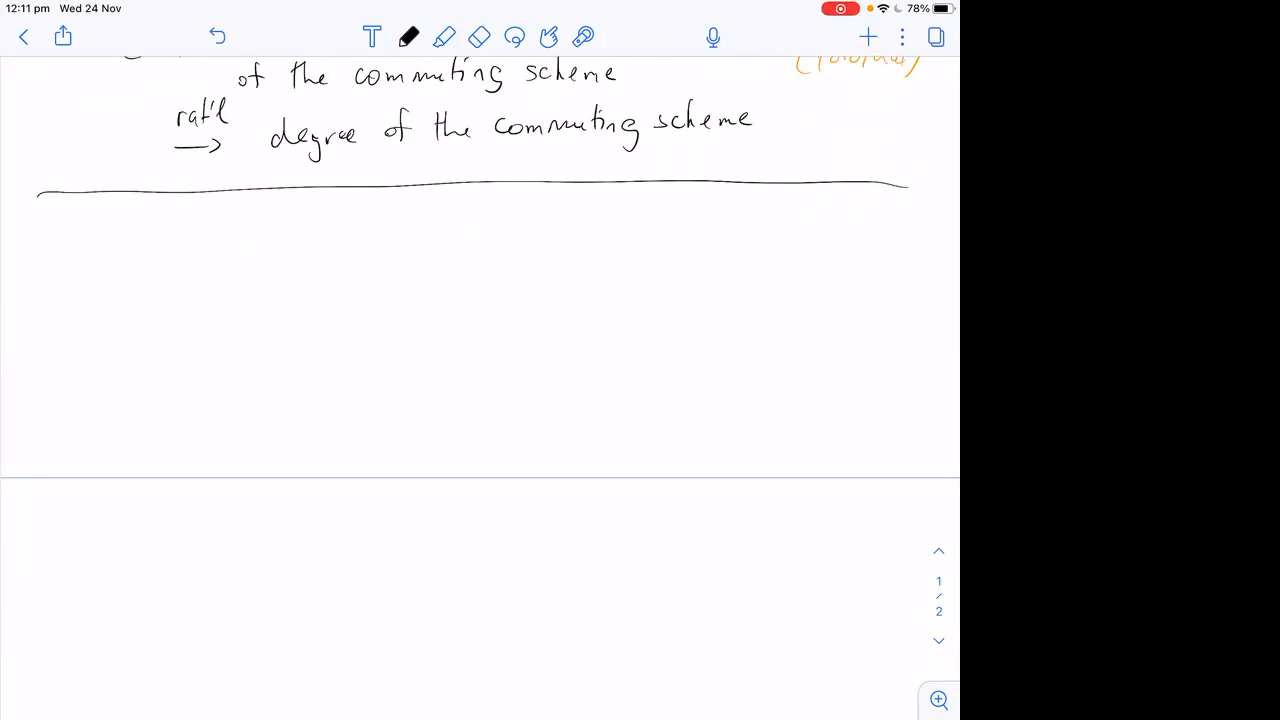 12:11 pm Wed 24 Nov
78%
T
of the commuting scheme
rat'l
→ degree of the commuting scheme
1
/
2